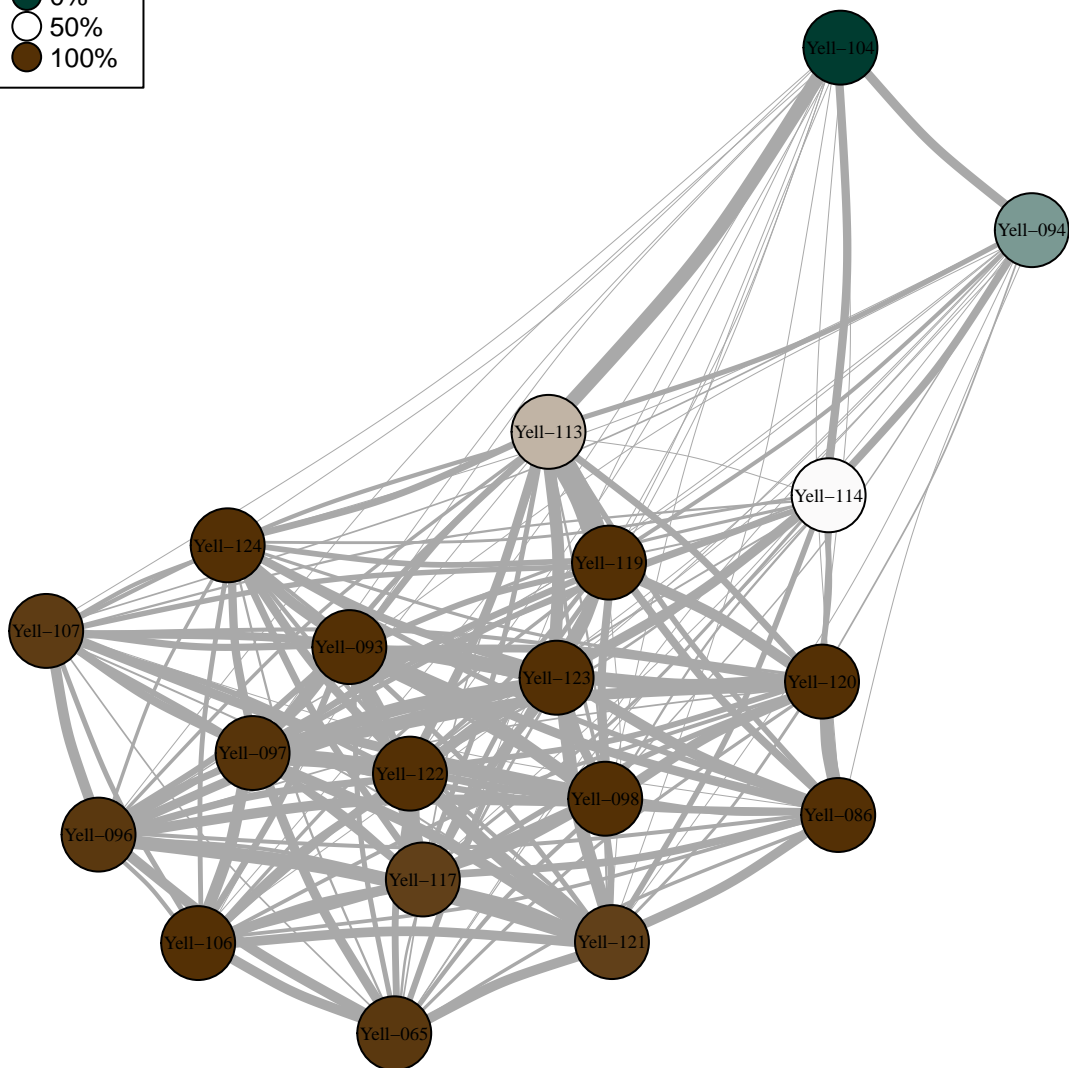 0%
50%
100%
Yell–104
Yell–094
Yell–113
Yell–114
Yell–124
Yell–119
Yell–107
Yell–093
Yell–123
Yell–120
Yell–097
Yell–122
Yell–098
Yell–086
Yell–096
Yell–117
Yell–106
Yell–121
Yell–065